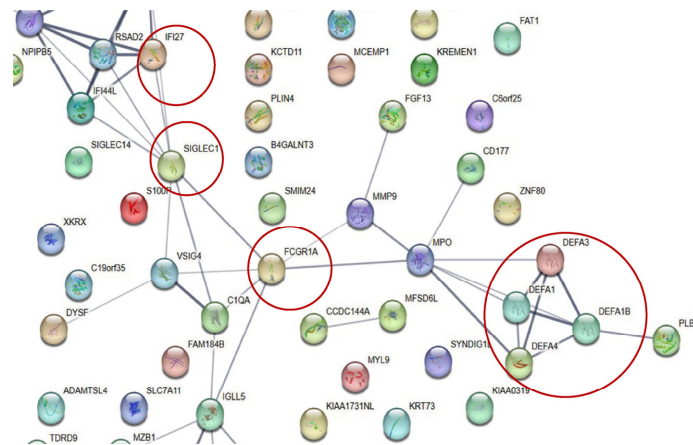 FAT1
RSAD2 IFI27
NPIPB5
KCTD11 MCEMP1 KREMEN1
IFI44L
PLIN4 FGF13 C6orf25
SIGLEC14 SIGLEC1 B4GALNT3 CD177
S100P SMIM24 MMP9 ZNF80
XKRX
VSIG4 FCGR1A MPO DEFA3
C19orf35
DEFA1
C1QA DEFA1B
DYSF CCDC144A MFSD6L
PLB
FAM184B SYNDIG1L DEFA4
MYL9
ADAMTSL4 SLC7A11 IGLL5 KIAA0319
KIAA1731NL KRT73
TDRD9 MZB1